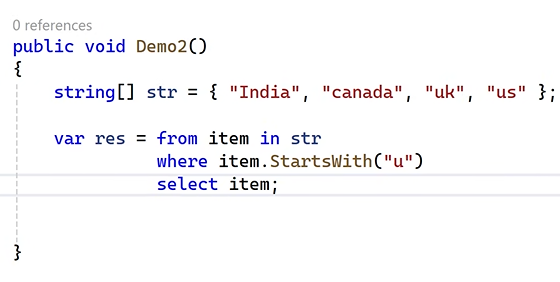 0 references
public void Demo2()
{
string[] str = { "India", "canada", "uk", "us" };
var res = from item in str
where item.StartsWith("u")
select item;
}